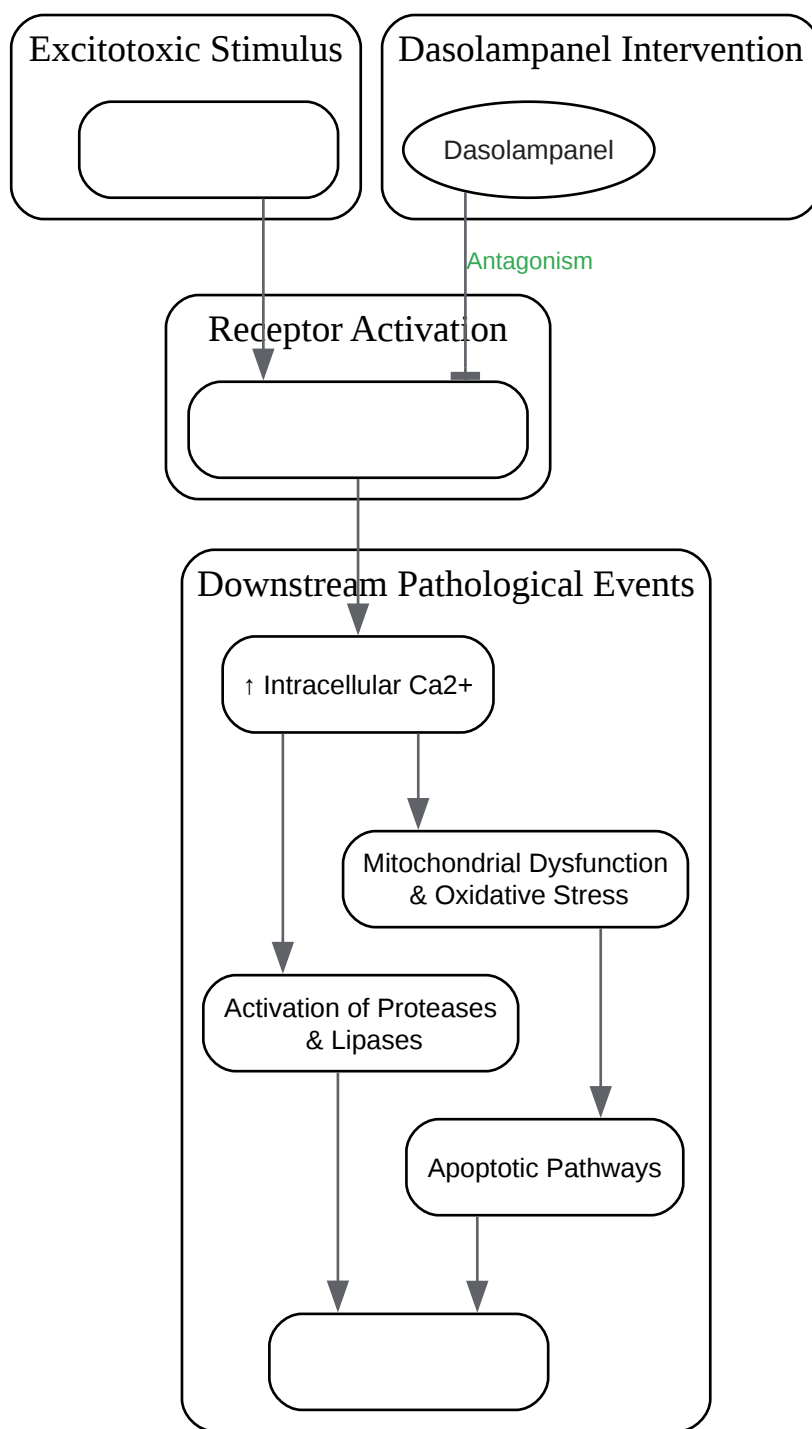 Excitotoxic Stimulus
Dasolampanel Intervention
Dasolampanel
Antagonism
Receptor Activation
Downstream Pathological Events
↑ Intracellular Ca2+
Mitochondrial Dysfunction
& Oxidative Stress
Activation of Proteases
& Lipases
Apoptotic Pathways